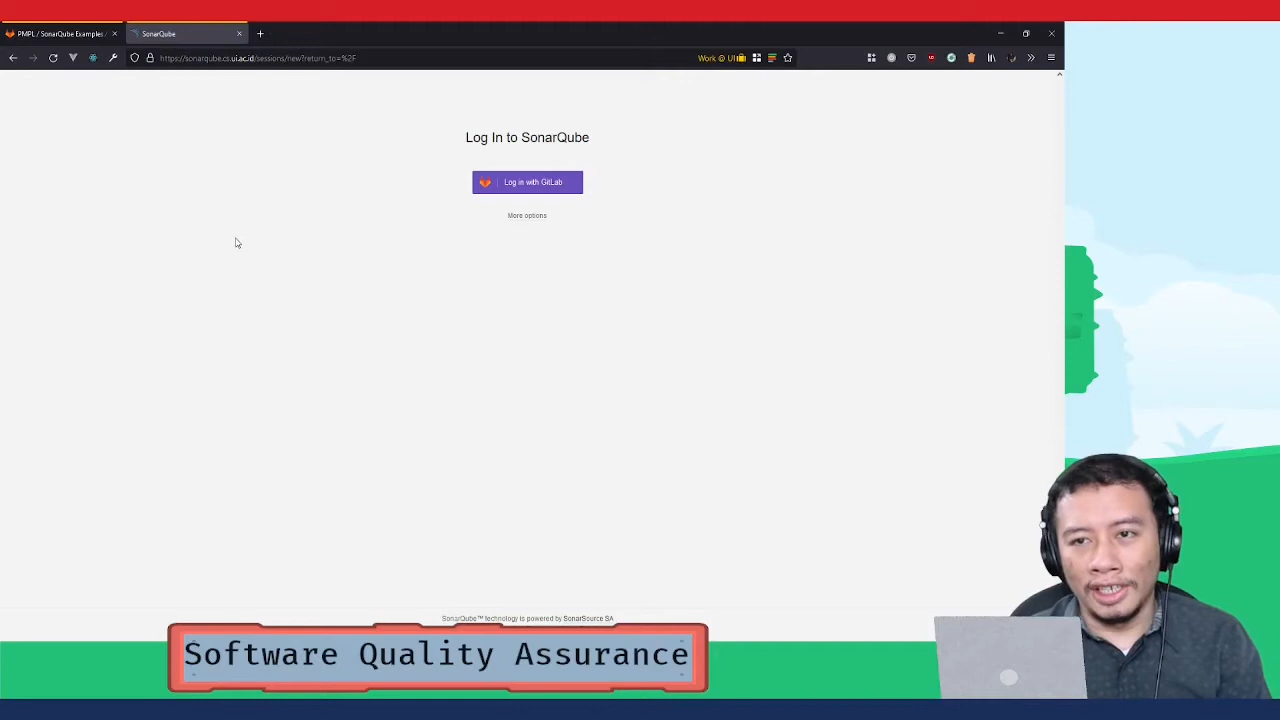 PMPL / SonarQube Examples /
SonarQube
https://sonarqube.cs.ui.ac.id/sessions/new?return_to=%2F
Work @ UI
Log In to SonarQube
Log in with GitLab
More options
SonarQube™ technology is powered by SonarSource SA
Software Quality Assurance